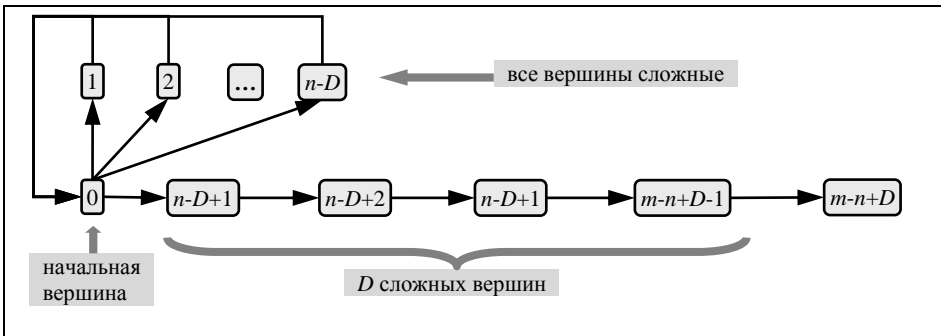 1 2 ... n-D
все вершины сложные
0 n-D+1 n-D+2 n-D+1 m-n+D-1 m-n+D
начальная
вершина
D сложных вершин